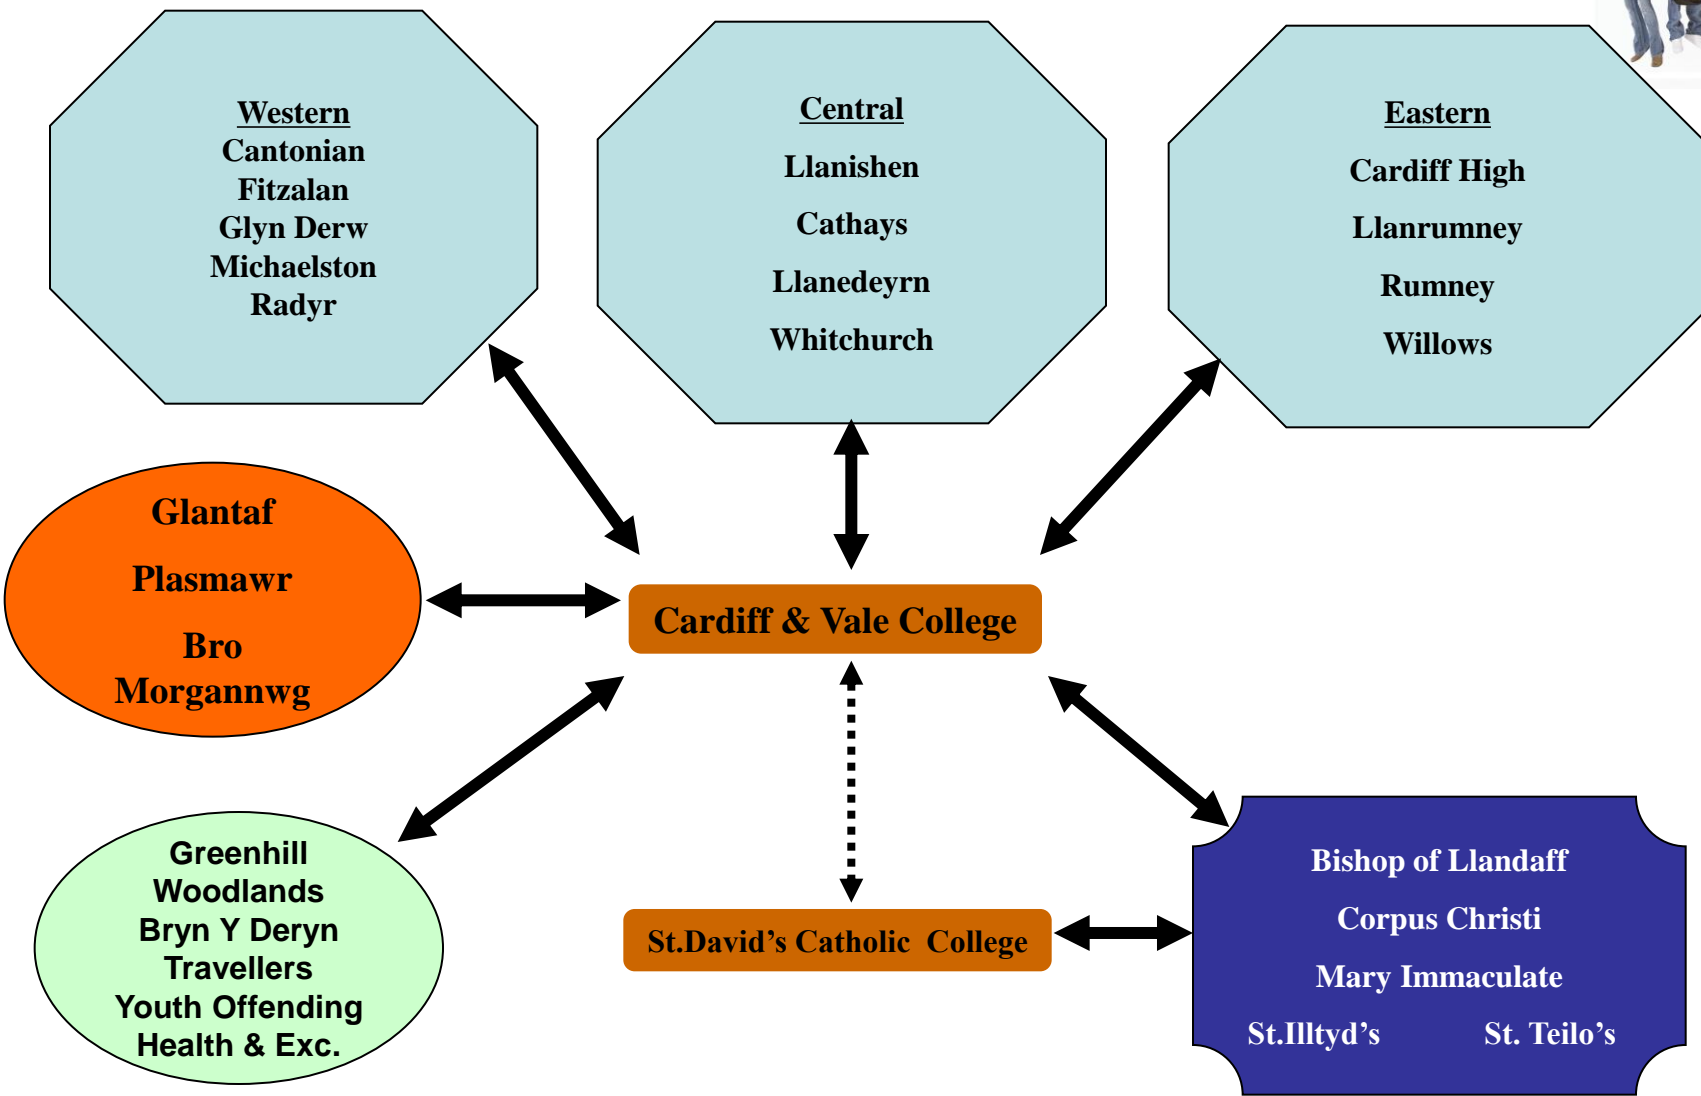 Western
Cantonian
Fitzalan
Glyn Derw
Michaelston
Radyr
Central
Llanishen
Cathays
Llanedeyrn
Whitchurch
Eastern
Cardiff High
Llanrumney
Rumney
Willows
Glantaf
Plasmawr
Bro
Morgannwg
Cardiff & Vale College
Greenhill
Woodlands
Bryn Y Deryn
Travellers
Youth Offending
Health & Exc.
St.David’s Catholic College
Bishop of Llandaff
Corpus Christi
Mary Immaculate
St.Illtyd’s St. Teilo’s